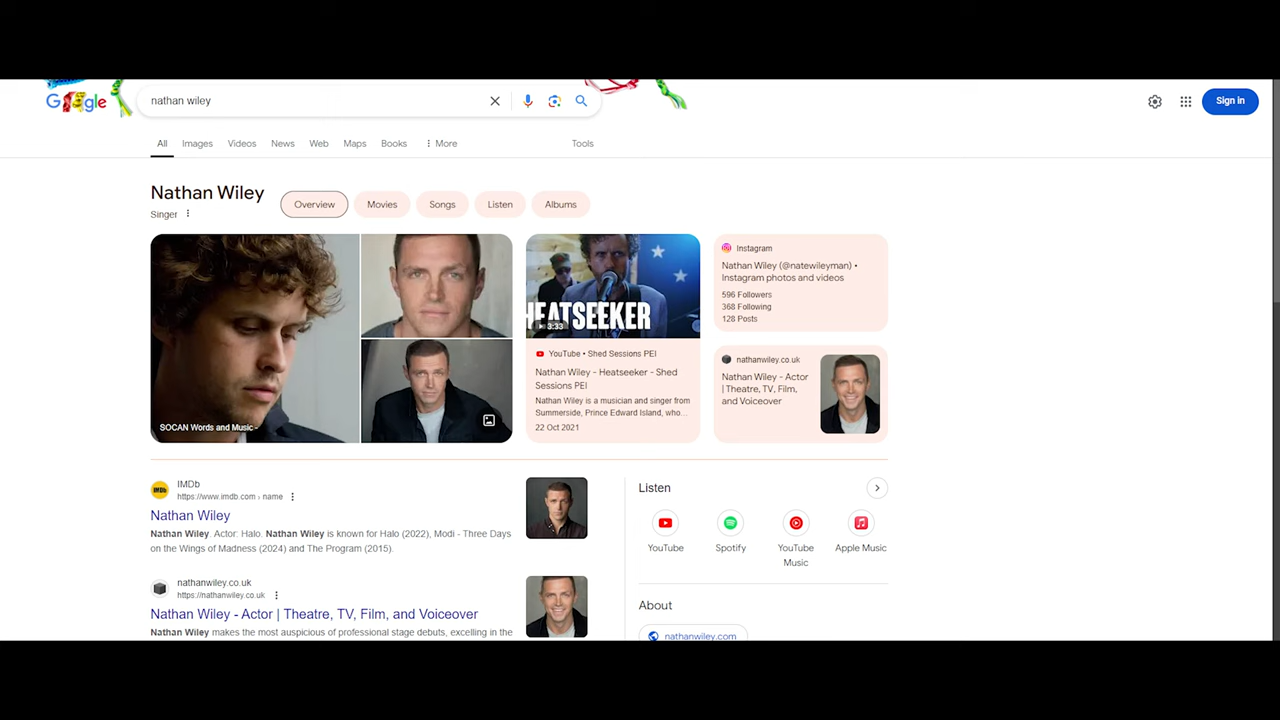 Google
nathan wiley
Sign in
All
Images
Videos
News
Web
Maps
Books
More
Tools
Nathan Wiley
Singer
Overview
Movies
Songs
Listen
Albums
SOCAN Words and Music -
HEATSEEKER
3:33
YouTube • Shed Sessions PEI
Nathan Wiley - Heatseeker - Shed
Sessions PEI
Nathan Wiley is a musician and singer from
Summerside, Prince Edward Island, who...
22 Oct 2021
Instagram
Nathan Wiley (@natewileyman) •
Instagram photos and videos
596 Followers
368 Following
128 Posts
nathanwiley.co.uk
Nathan Wiley - Actor
| Theatre, TV, Film,
and Voiceover
IMDb
https://www.imdb.com › name
Nathan Wiley
Nathan Wiley. Actor: Halo. Nathan Wiley is known for Halo (2022), Modi - Three Days
on the Wings of Madness (2024) and The Program (2015).
nathanwiley.co.uk
https://nathanwiley.co.uk
Nathan Wiley - Actor | Theatre, TV, Film, and Voiceover
Nathan Wiley makes the most auspicious of professional stage debuts, excelling in the
Listen
YouTube
Spotify
YouTube
Music
Apple Music
About
nathanwiley.com